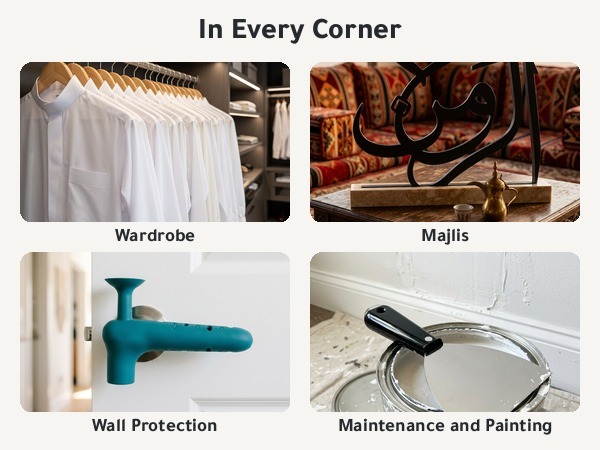 In Every Corner
Wardrobe
Majlis
Wall Protection
Maintenance and Painting